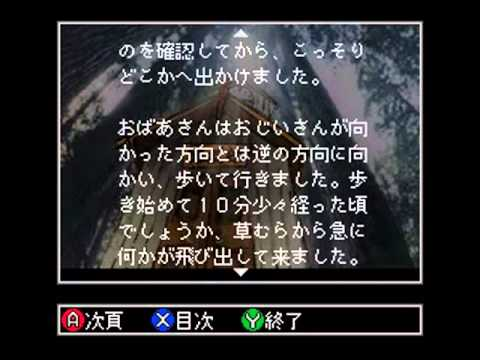 のを確認してから、こっそり
どこかへ出かけました。
おばあさんはおじいさんが向
かった方向とは逆の方向に向
かい、歩いて行きました。歩
き始めて１０分少々経った頃
でしょうか、草むらから急に
何かが飛び出して来ました。
A次頁 X目次 Y終了